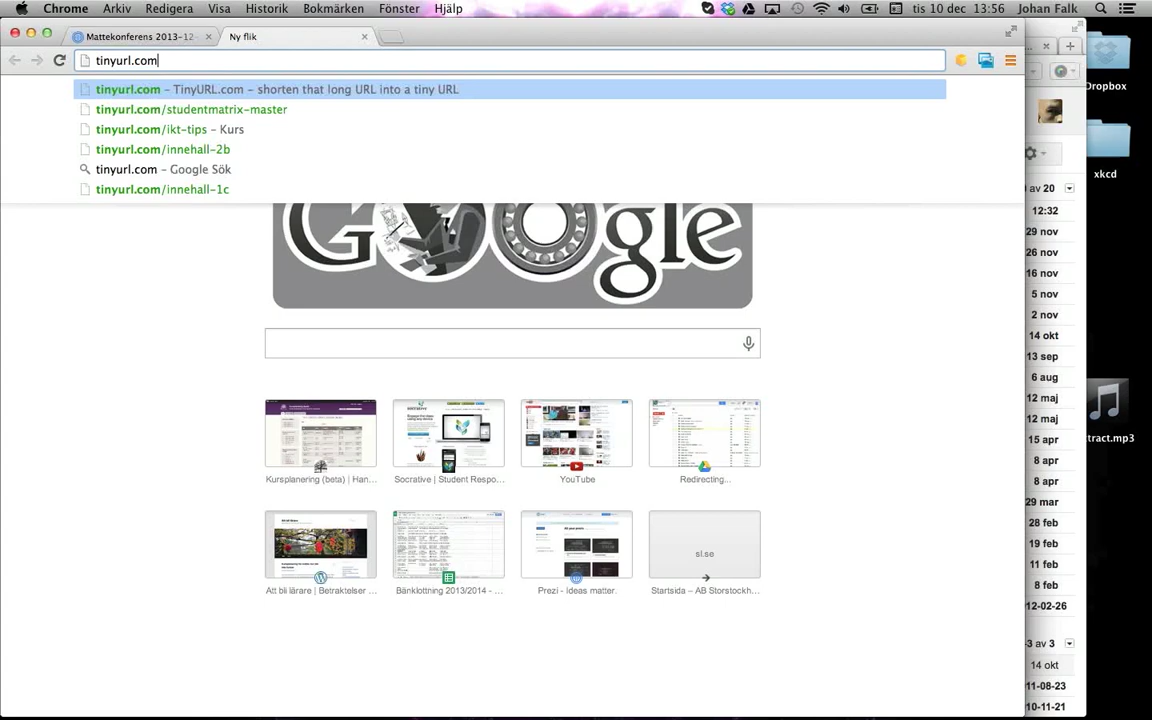 Chrome Arkiv Redigera Visa Historik Bokmärken Fönster Hjälp tis 10 dec 13:56 Johan Falk
Mattekonferens 2013-12- Ny flik
tinyurl.com
tinyurl.com – TinyURL.com – shorten that long URL into a tiny URL
tinyurl.com/studentmatrix-master
tinyurl.com/ikt-tips – Kurs
tinyurl.com/innehall-2b
tinyurl.com – Google Sök
tinyurl.com/innehall-1c
Google
Kursplanering (beta) | Han... Socrative | Student Respo... YouTube Redirecting...
sl.se
Att bli lärare | Betraktelser ... Bänklottning 2013/2014 - ... Prezi - Ideas matter. Startsida – AB Storstockh...
av 20
12:32
29 nov
26 nov
16 nov
5 nov
2 nov
14 okt
13 sep
6 aug
12 maj
12 maj
15 apr
8 apr
8 apr
29 mar
28 feb
19 feb
11 feb
8 feb
012-02-26
-3 av 3
14 okt
11-08-23
010-11-21
Dropbox
xkcd
tract.mp3